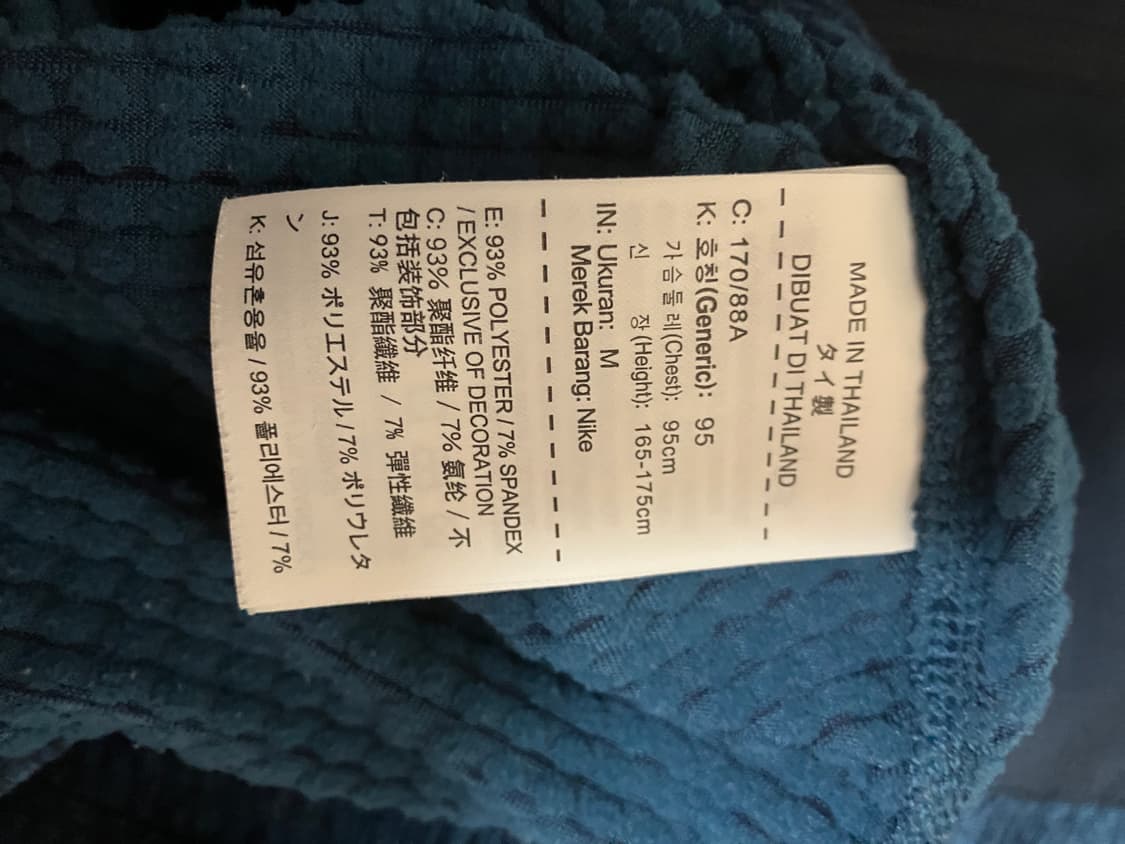 MADE IN THAILAND
タイ製
DIBUAT DI THAILAND
C: 170/88A
K: 호칭(Generic): 95
가슴둘레(Chest): 95cm
신 장(Height): 165-175cm
IN: Ukuran: M
Merek Barang: Nike
E: 93% POLYESTER / 7% SPANDEX
/ EXCLUSIVE OF DECORATION
C: 93% 聚酯纤维 / 7% 氨纶 / 不
包括装饰部分
T: 93% 聚酯纖維 / 7% 彈性纖維
J: 93% ポリエステル / 7% ポリウレタ
ン
K: 섬유혼용율 / 93% 폴리에스터 / 7%